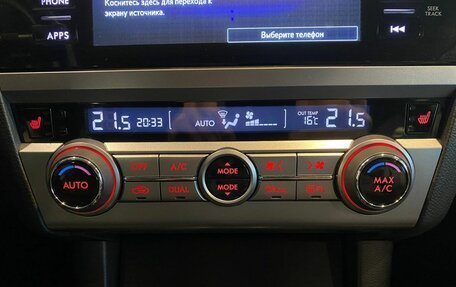 PHONE
Коснитесь здесь для перехода к
экрану источника.
SEEK
TRACK
APPS
Выберите телефон
21.5 20:33
AUTO
OUT TEMP
16°C 21.5
AUTO
OFF A/C
MODE
MAX
A/C
DUAL
MODE